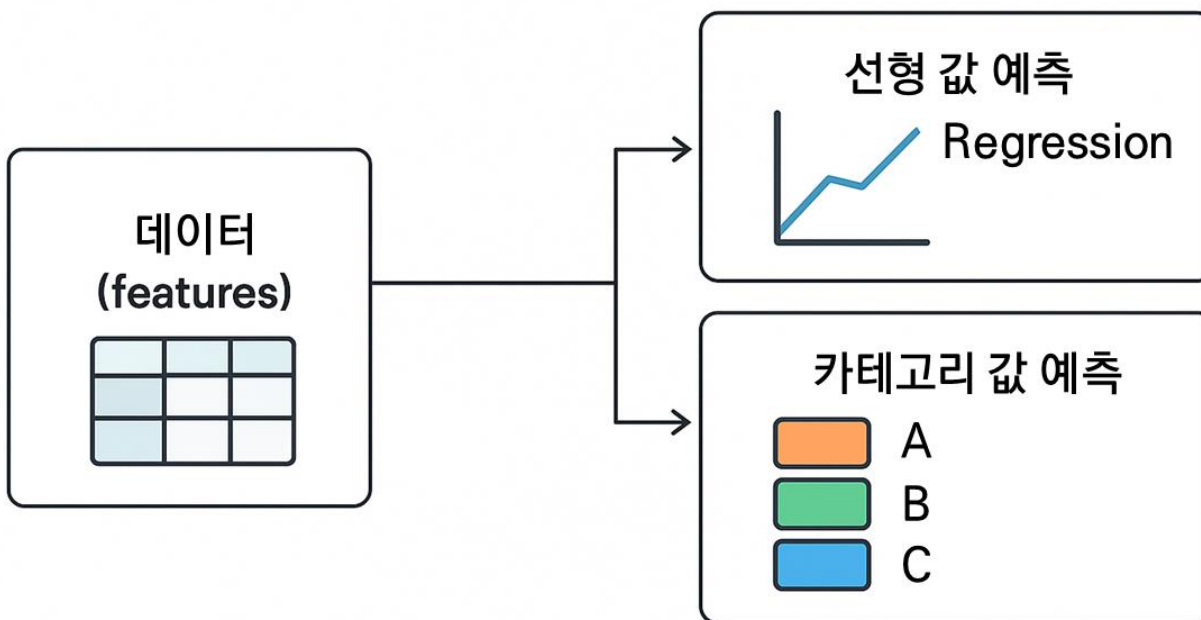 데이터
(features)
선형 값 예측
Regression
카테고리 값 예측
A
B
C